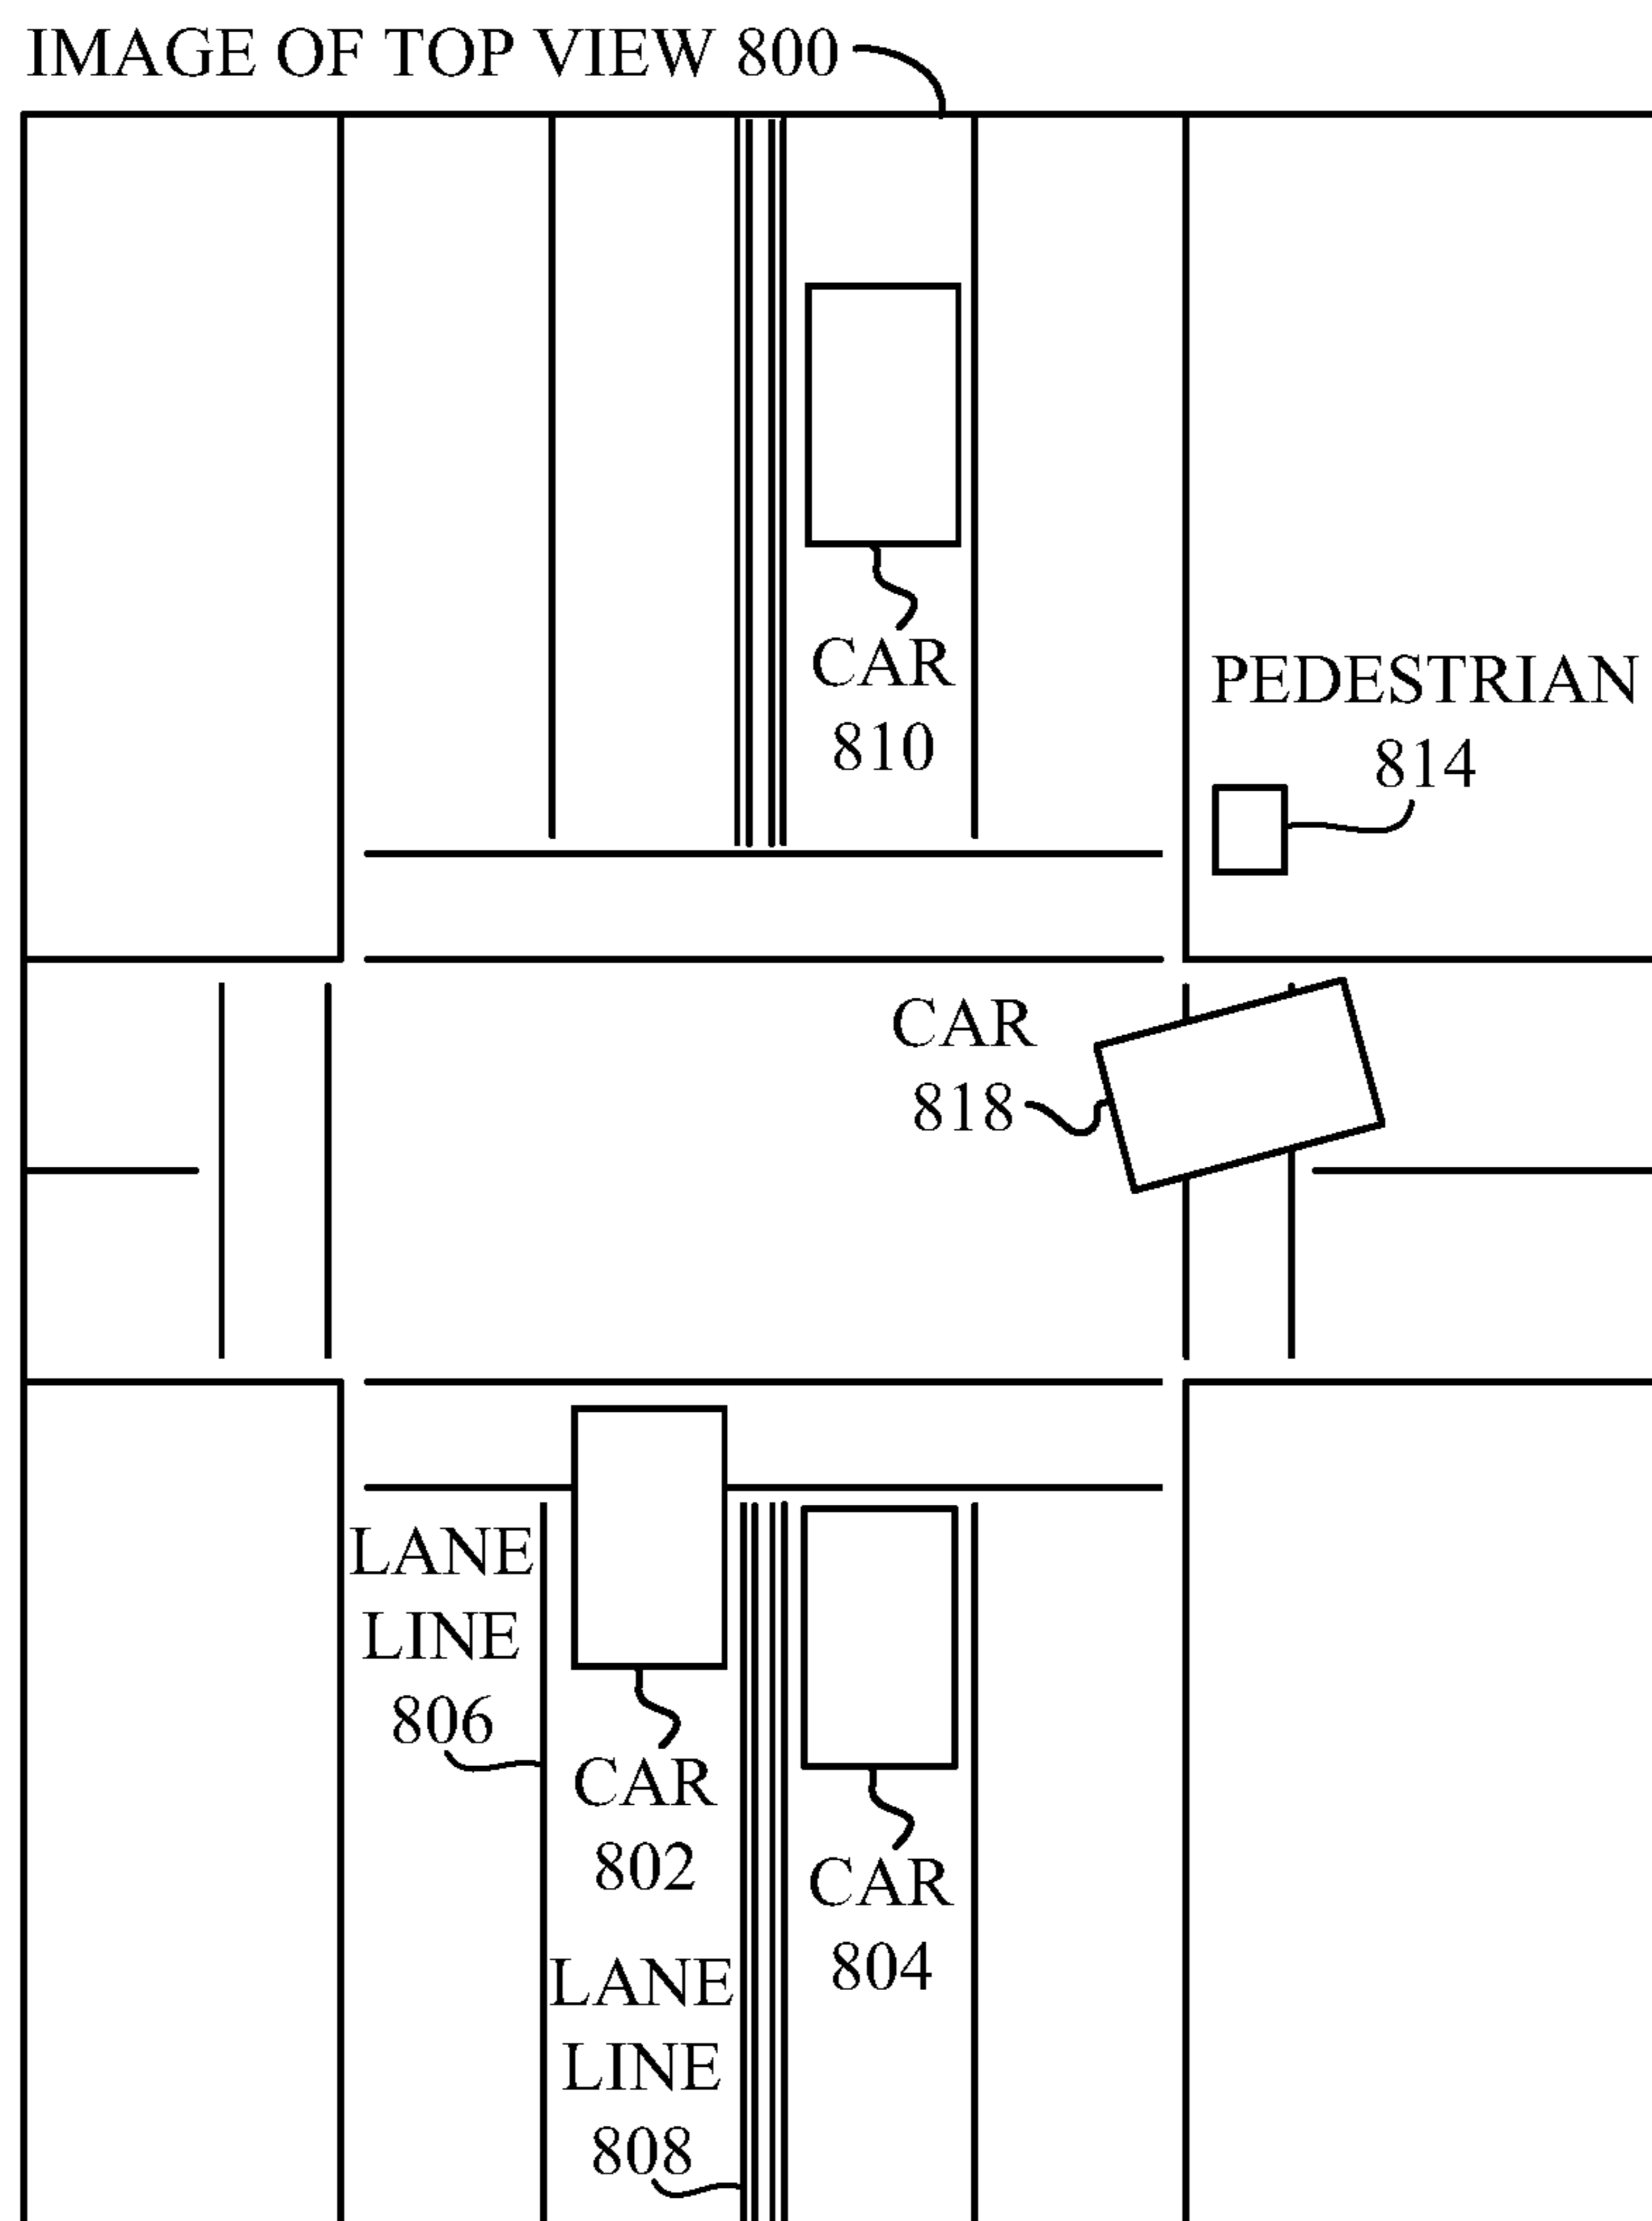 IMAGE OF TOP VIEW 800
CAR
810
PEDESTRIAN
814
CAR
818
LANE
LINE
806
CAR
802
CAR
804
LANE
LINE
808